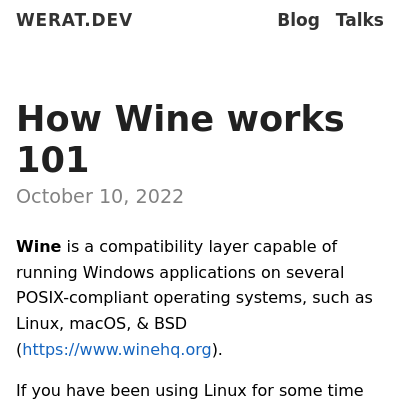 WERAT.DEV Blog Talks
How Wine works
101
October 10, 2022
Wine is a compatibility layer capable of
running Windows applications on several
POSIX-compliant operating systems, such as
Linux, macOS, & BSD
(https://www.winehq.org).
If you have been using Linux for some time